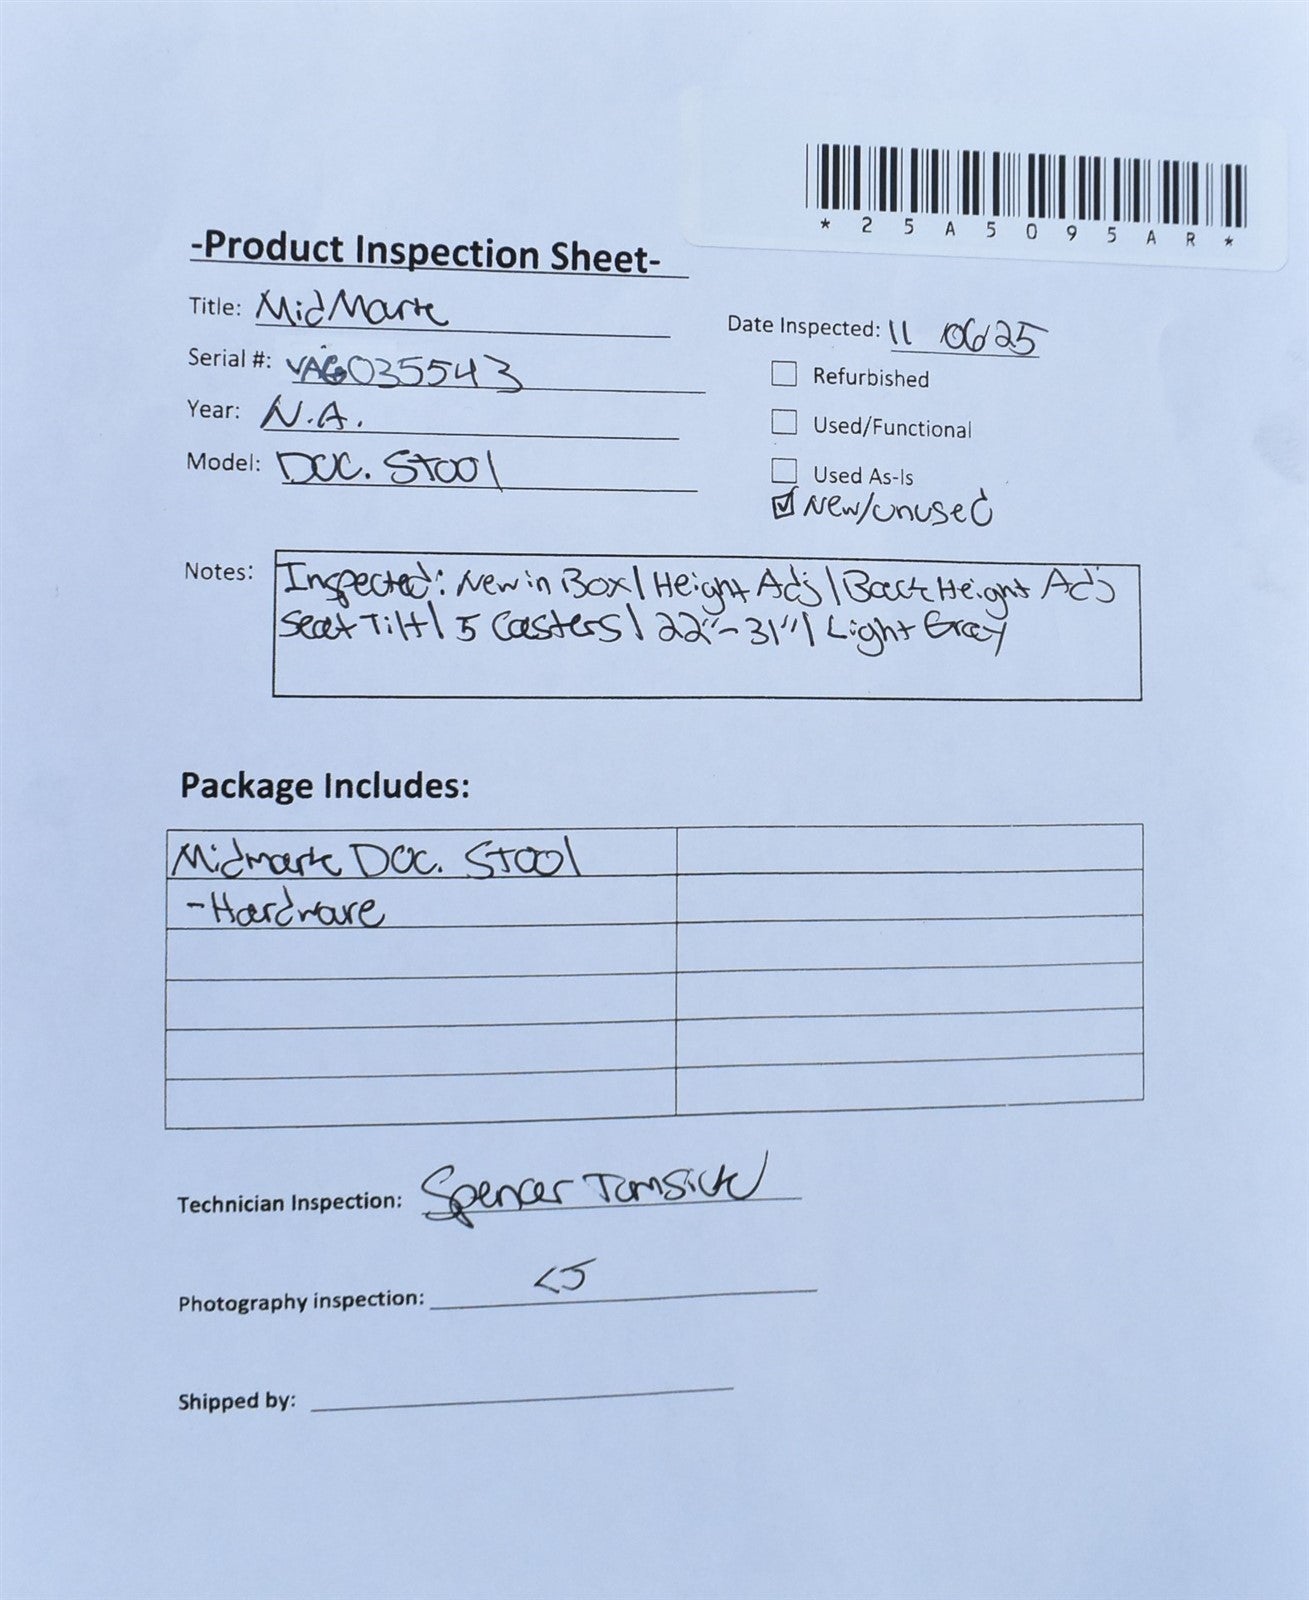 *25A5095AR*
-Product Inspection Sheet-
Title: MidMark
Date Inspected: 11 06 25
Serial #: VAG035543
Refurbished
Year: N.A.
Used/Functional
Model: Doc. Stool
Used As-Is
New/unused
Notes: Inspected: New in Box | Height Adj | Back Height Adj
Seat Tilt | 5 Casters | 22"-31" | Light Gray
Package Includes:
Midmark Doc. Stool
-Hardware
Technician Inspection: Spencer Tomsick
Photography inspection:
Shipped by: